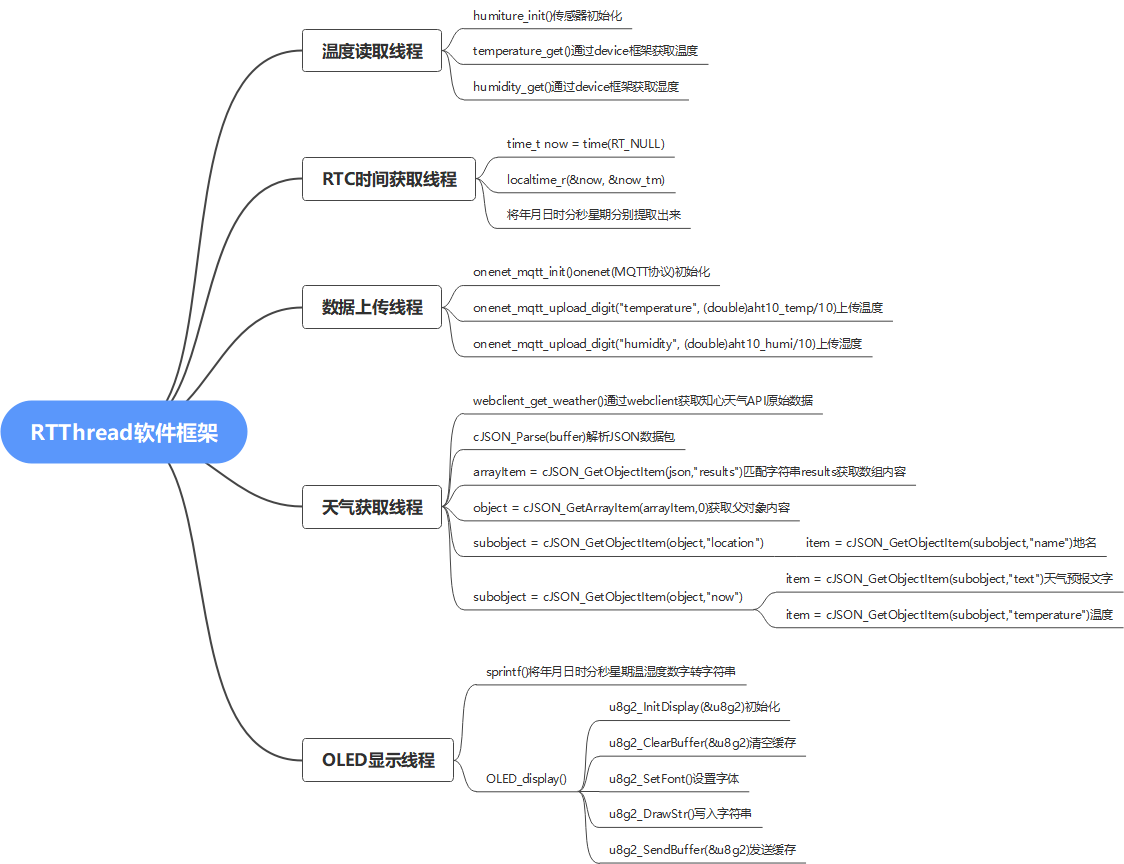 RTThread软件框架
温度读取线程
humiture_init()传感器初始化
temperature_get()通过device框架获取温度
humidity_get()通过device框架获取湿度
RTC时间获取线程
time_t now = time(RT_NULL)
localtime_r(&now, &now_tm)
将年月日时分秒星期分别提取出来
数据上传线程
onenet_mqtt_init()onenet(MQTT协议)初始化
onenet_mqtt_upload_digit("temperature", (double)aht10_temp/10)上传温度
onenet_mqtt_upload_digit("humidity", (double)aht10_humi/10)上传湿度
天气获取线程
webclient_get_weather()通过webclient获取知心天气API原始数据
cJSON_Parse(buffer)解析JSON数据包
arrayItem = cJSON_GetObjectItem(json,"results")匹配字符串results获取数组内容
object = cJSON_GetArrayItem(arrayItem,0)获取父对象内容
subobject = cJSON_GetObjectItem(object,"location")
item = cJSON_GetObjectItem(subobject,"name")地名
subobject = cJSON_GetObjectItem(object,"now")
item = cJSON_GetObjectItem(subobject,"text")天气预报文字
item = cJSON_GetObjectItem(subobject,"temperature")温度
OLED显示线程
sprintf()将年月日时分秒星期温湿度数字转字符串
OLED_display()
u8g2_InitDisplay(&u8g2)初始化
u8g2_ClearBuffer(&u8g2)清空缓存
u8g2_SetFont()设置字体
u8g2_DrawStr()写入字符串
u8g2_SendBuffer(&u8g2)发送缓存